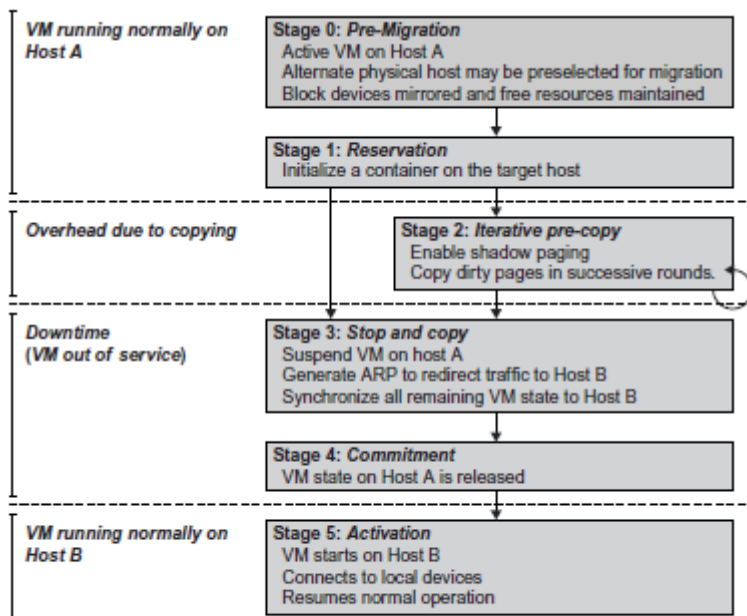 VM running normally on
Host A
Stage 0: Pre-Migration
Active VM on Host A
Alternate physical host may be preselected for migration
Block devices mirrored and free resources maintained
Stage 1: Reservation
Initialize a container on the target host
Overhead due to copying
Stage 2: Iterative pre-copy
Enable shadow paging
Copy dirty pages in successive rounds.
Downtime
(VM out of service)
Stage 3: Stop and copy
Suspend VM on host A
Generate ARP to redirect traffic to Host B
Synchronize all remaining VM state to Host B
Stage 4: Commitment
VM state on Host A is released
VM running normally on
Host B
Stage 5: Activation
VM starts on Host B
Connects to local devices
Resumes normal operation